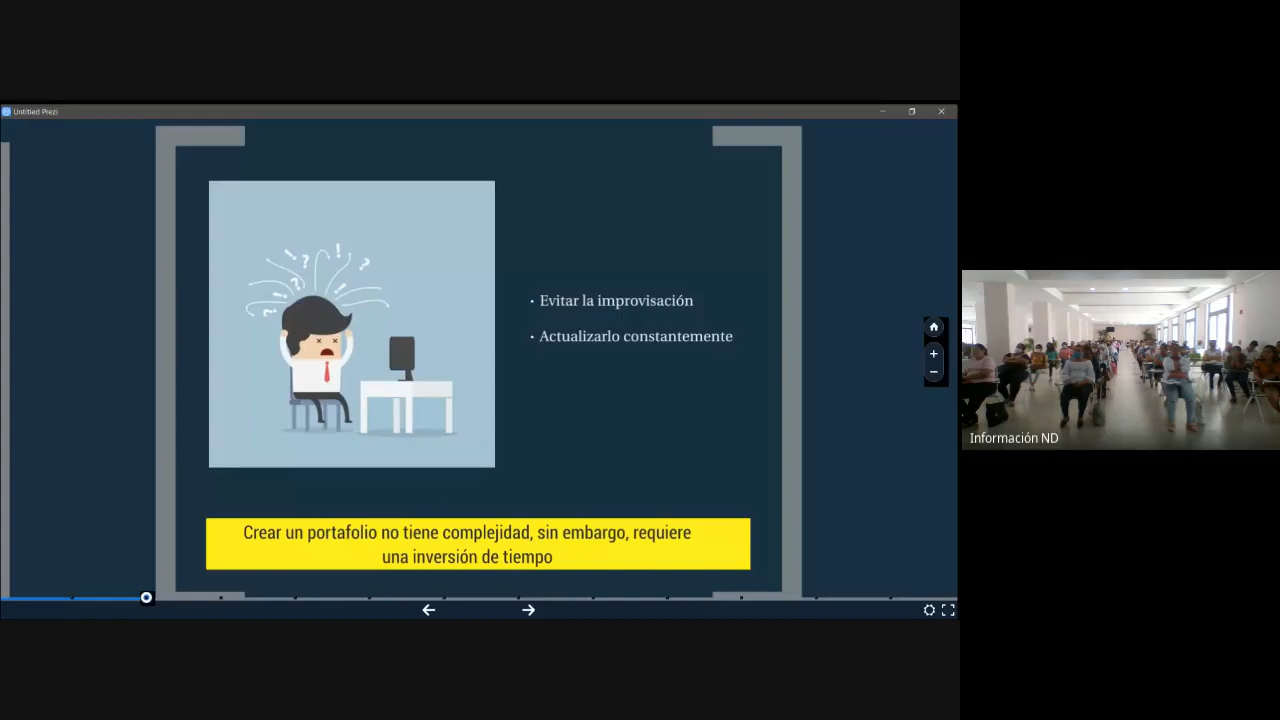 Untitled Prezi
• Evitar la improvisación
• Actualizarlo constantemente
Crear un portafolio no tiene complejidad, sin embargo, requiere
una inversión de tiempo
Información ND